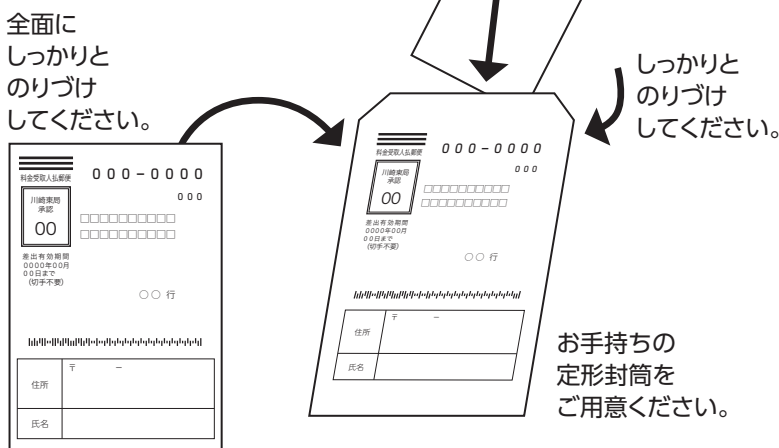 全面に
しっかりと
のりづけ
してください。
料金受取人払郵便
000-0000
000
川崎東局
承認
00
□□□□□□□□□□
□□□□□□□□□□
差出有効期間
0000年00月
00日まで
(切手不要)
○○ 行
〒 −
住所
氏名
しっかりと
のりづけ
してください。
料金受取人払郵便
000-0000
000
川崎東局
承認
00
□□□□□□□□□□
□□□□□□□□□□
差出有効期間
0000年00月
00日まで
(切手不要)
○○ 行
〒 −
住所
氏名
お手持ちの
定形封筒を
ご用意ください。